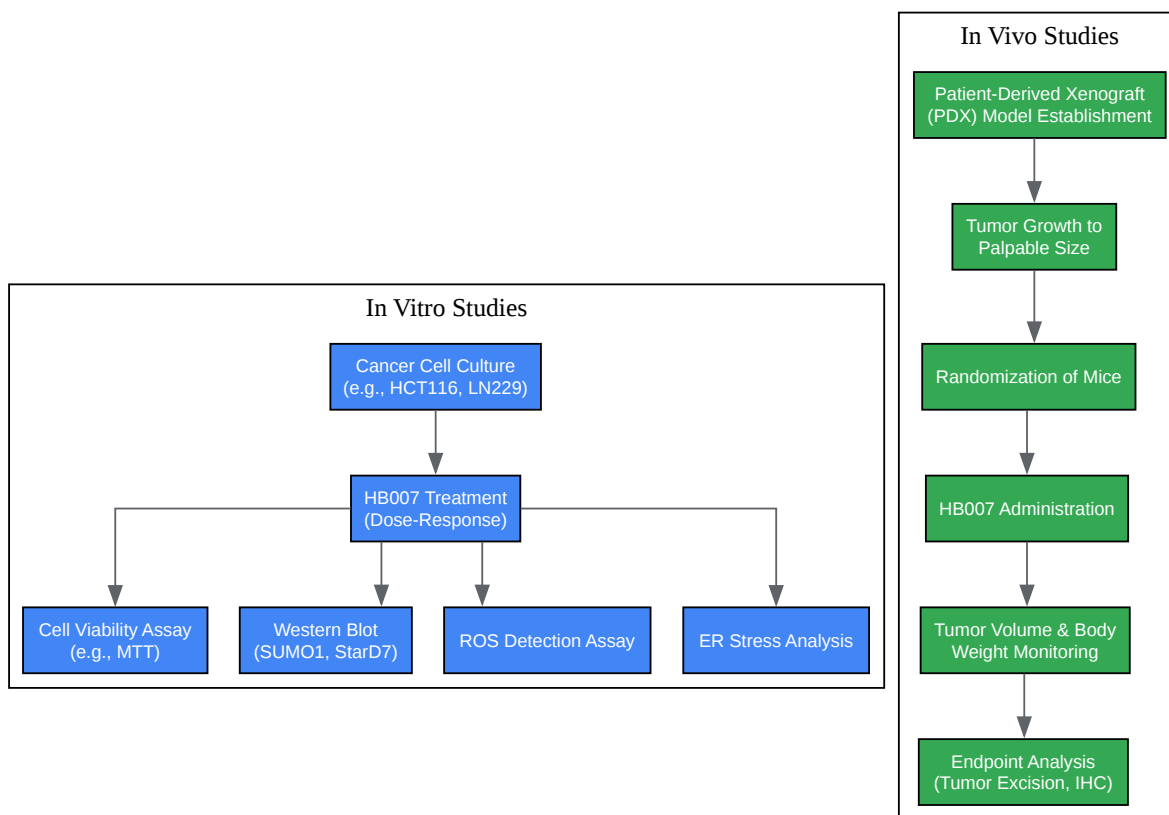 In Vitro Studies
Cancer Cell Culture
(e.g., HCT116, LN229)
HB007 Treatment
(Dose-Response)
Cell Viability Assay
(e.g., MTT)
Western Blot
(SUMO1, StarD7)
ROS Detection Assay
ER Stress Analysis
In Vivo Studies
Patient-Derived Xenograft
(PDX) Model Establishment
Tumor Growth to
Palpable Size
Randomization of Mice
HB007 Administration
Tumor Volume & Body
Weight Monitoring
Endpoint Analysis
(Tumor Excision, IHC)